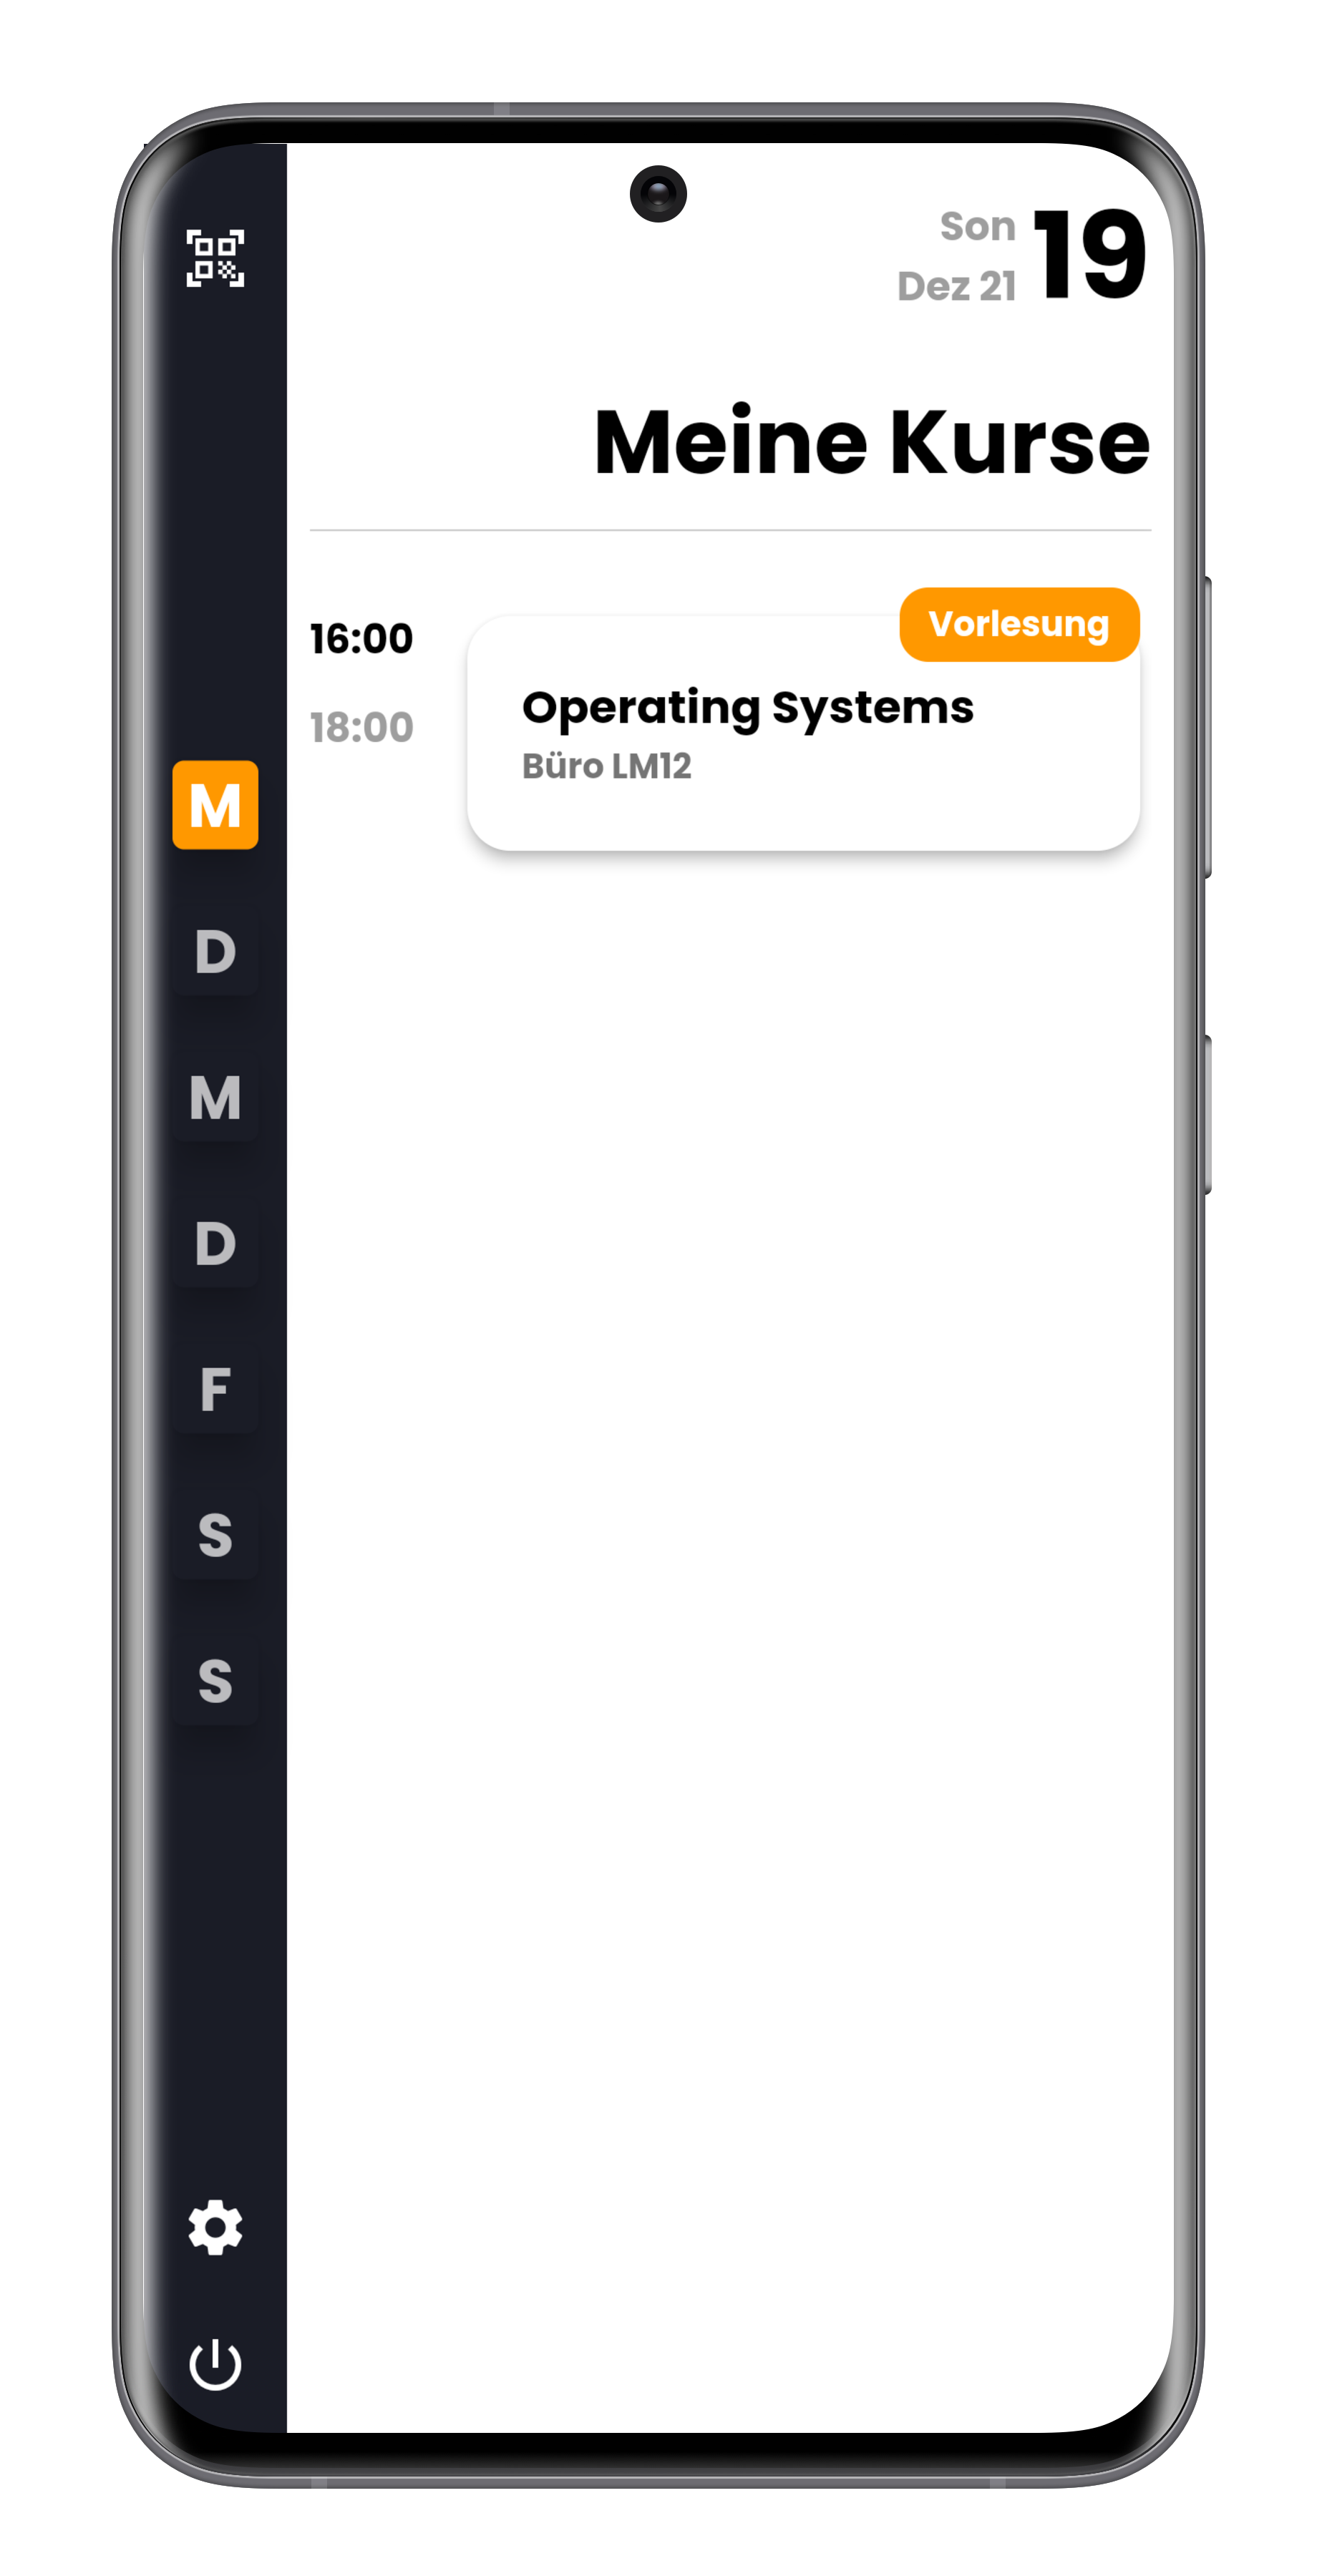 Son
Dez 21
19
Meine Kurse
16:00
18:00
Vorlesung
Operating Systems
Büro LM12
M
D
M
D
F
S
S